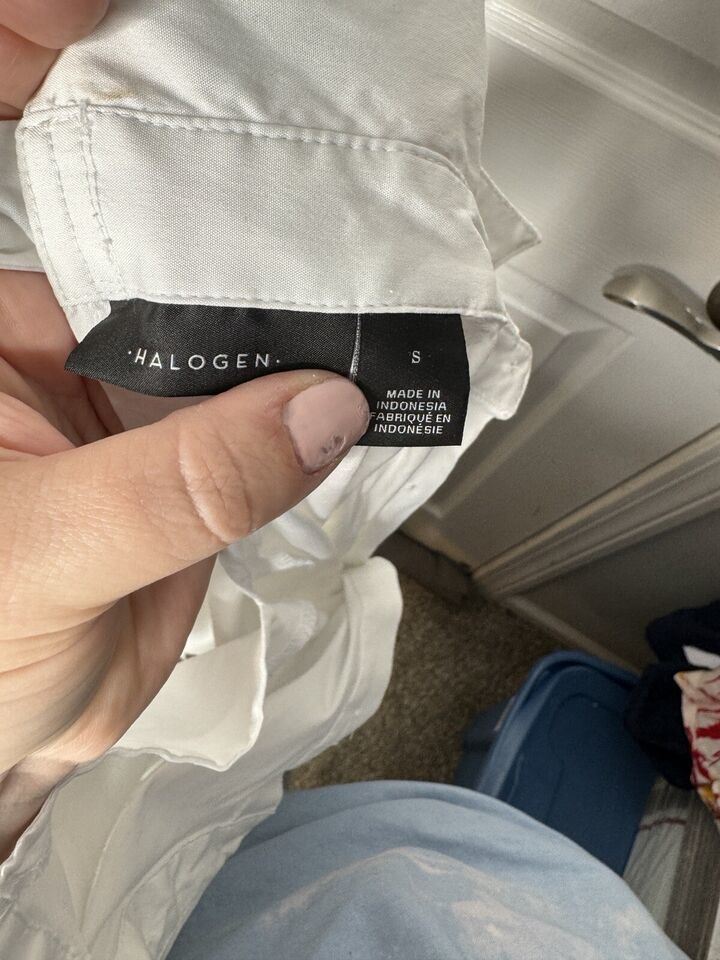 ·HALOGEN·
S
MADE IN
INDONESIA
FABRIQUÉ EN
INDONÉSIE